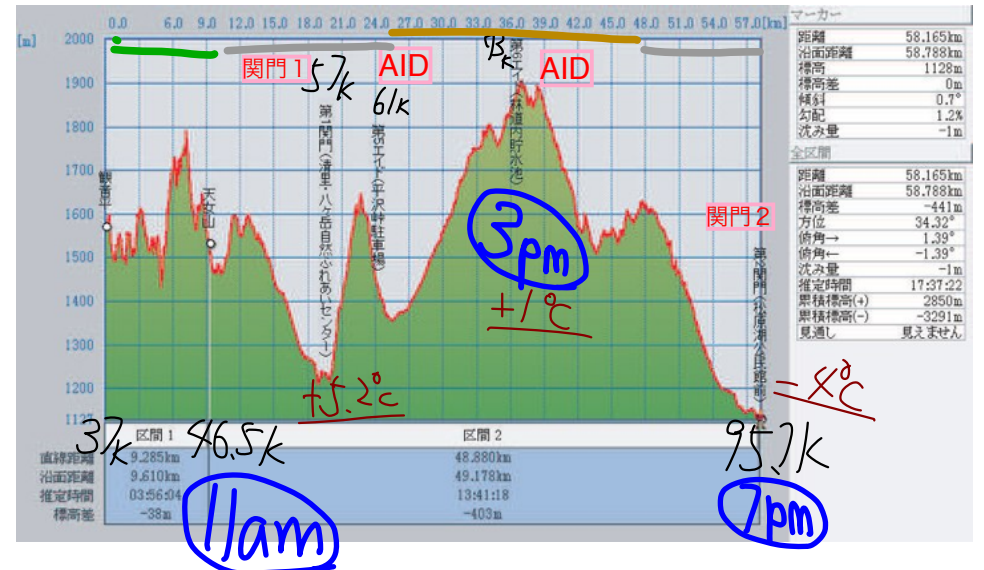 0.0 6.0 9.0 12.0 15.0 18.0 21.0 24.0 27.0 30.0 33.0 36.0 39.0 42.0 45.0 48.0 51.0 54.0 57.0[km]
[m]
2000
1900
1800
1700
1600
1500
1400
1300
1200
112
関門1
57k
AID
61k
AID
関門2
観音平
天女山
第1関門(清里・八ヶ岳自然ふれあいセンター)
第5エイド(平沢峠駐車場)
第6エイド(林道内貯水池)
第2関門(松原湖公民館前)
3pm
+1℃
+5.2℃
-4℃
37k
46.5k
95.7k
11am
7pm
区間1 区間2
直線距離 9.285km 48.880km
沿面距離 9.610km 49.178km
推定時間 03:56:04 13:41:18
標高差 -38m -403m
マーカー
距離 58.165km
沿面距離 58.788km
標高 1128m
標高差 0m
傾斜 0.7°
勾配 1.2%
沈み量 -1m
全区間
距離 58.165km
沿面距離 58.788km
標高差 -441m
方位 34.32°
俯角→ 1.39°
俯角← -1.39°
沈み量 -1m
推定時間 17:37:22
累積標高(+) 2850m
累積標高(-) -3291m
見通し 見えません